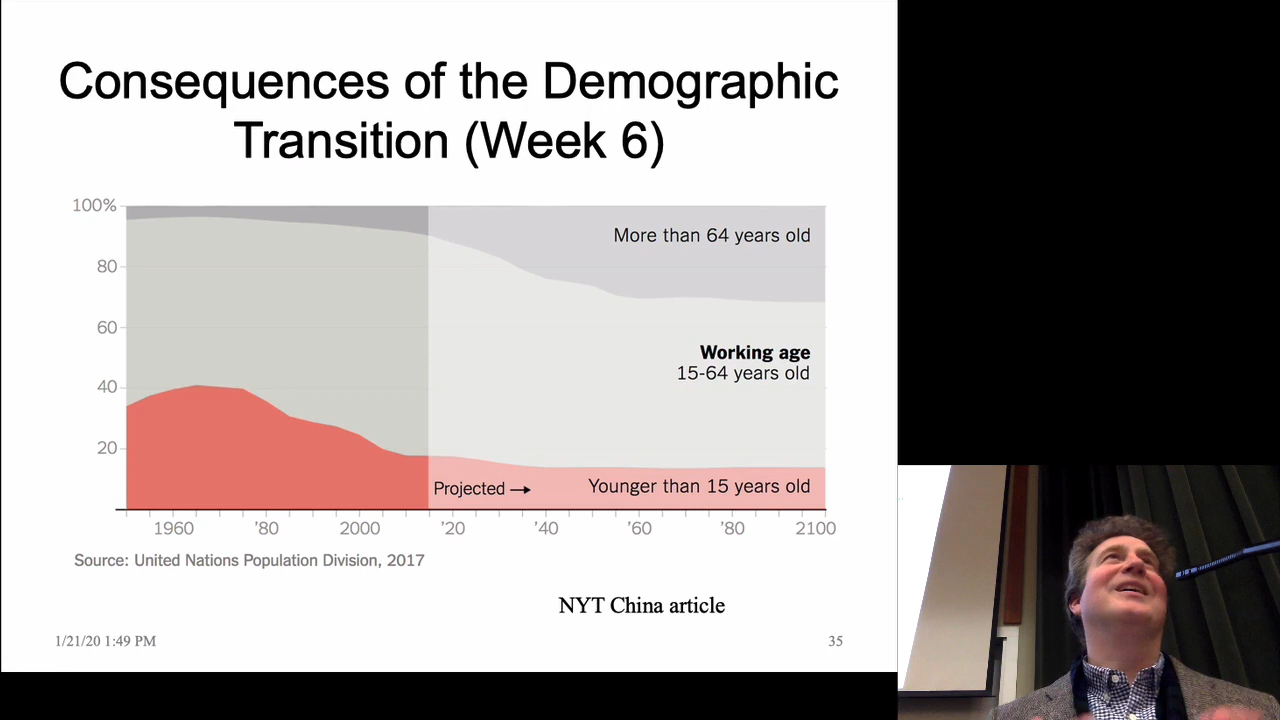 Consequences of the Demographic
Transition (Week 6)
100%
80
60
40
20
More than 64 years old
Working age
15-64 years old
Projected →
Younger than 15 years old
1960 '80 2000 '20 '40 '60 '80 2100
Source: United Nations Population Division, 2017
NYT China article
1/21/20 1:49 PM
35